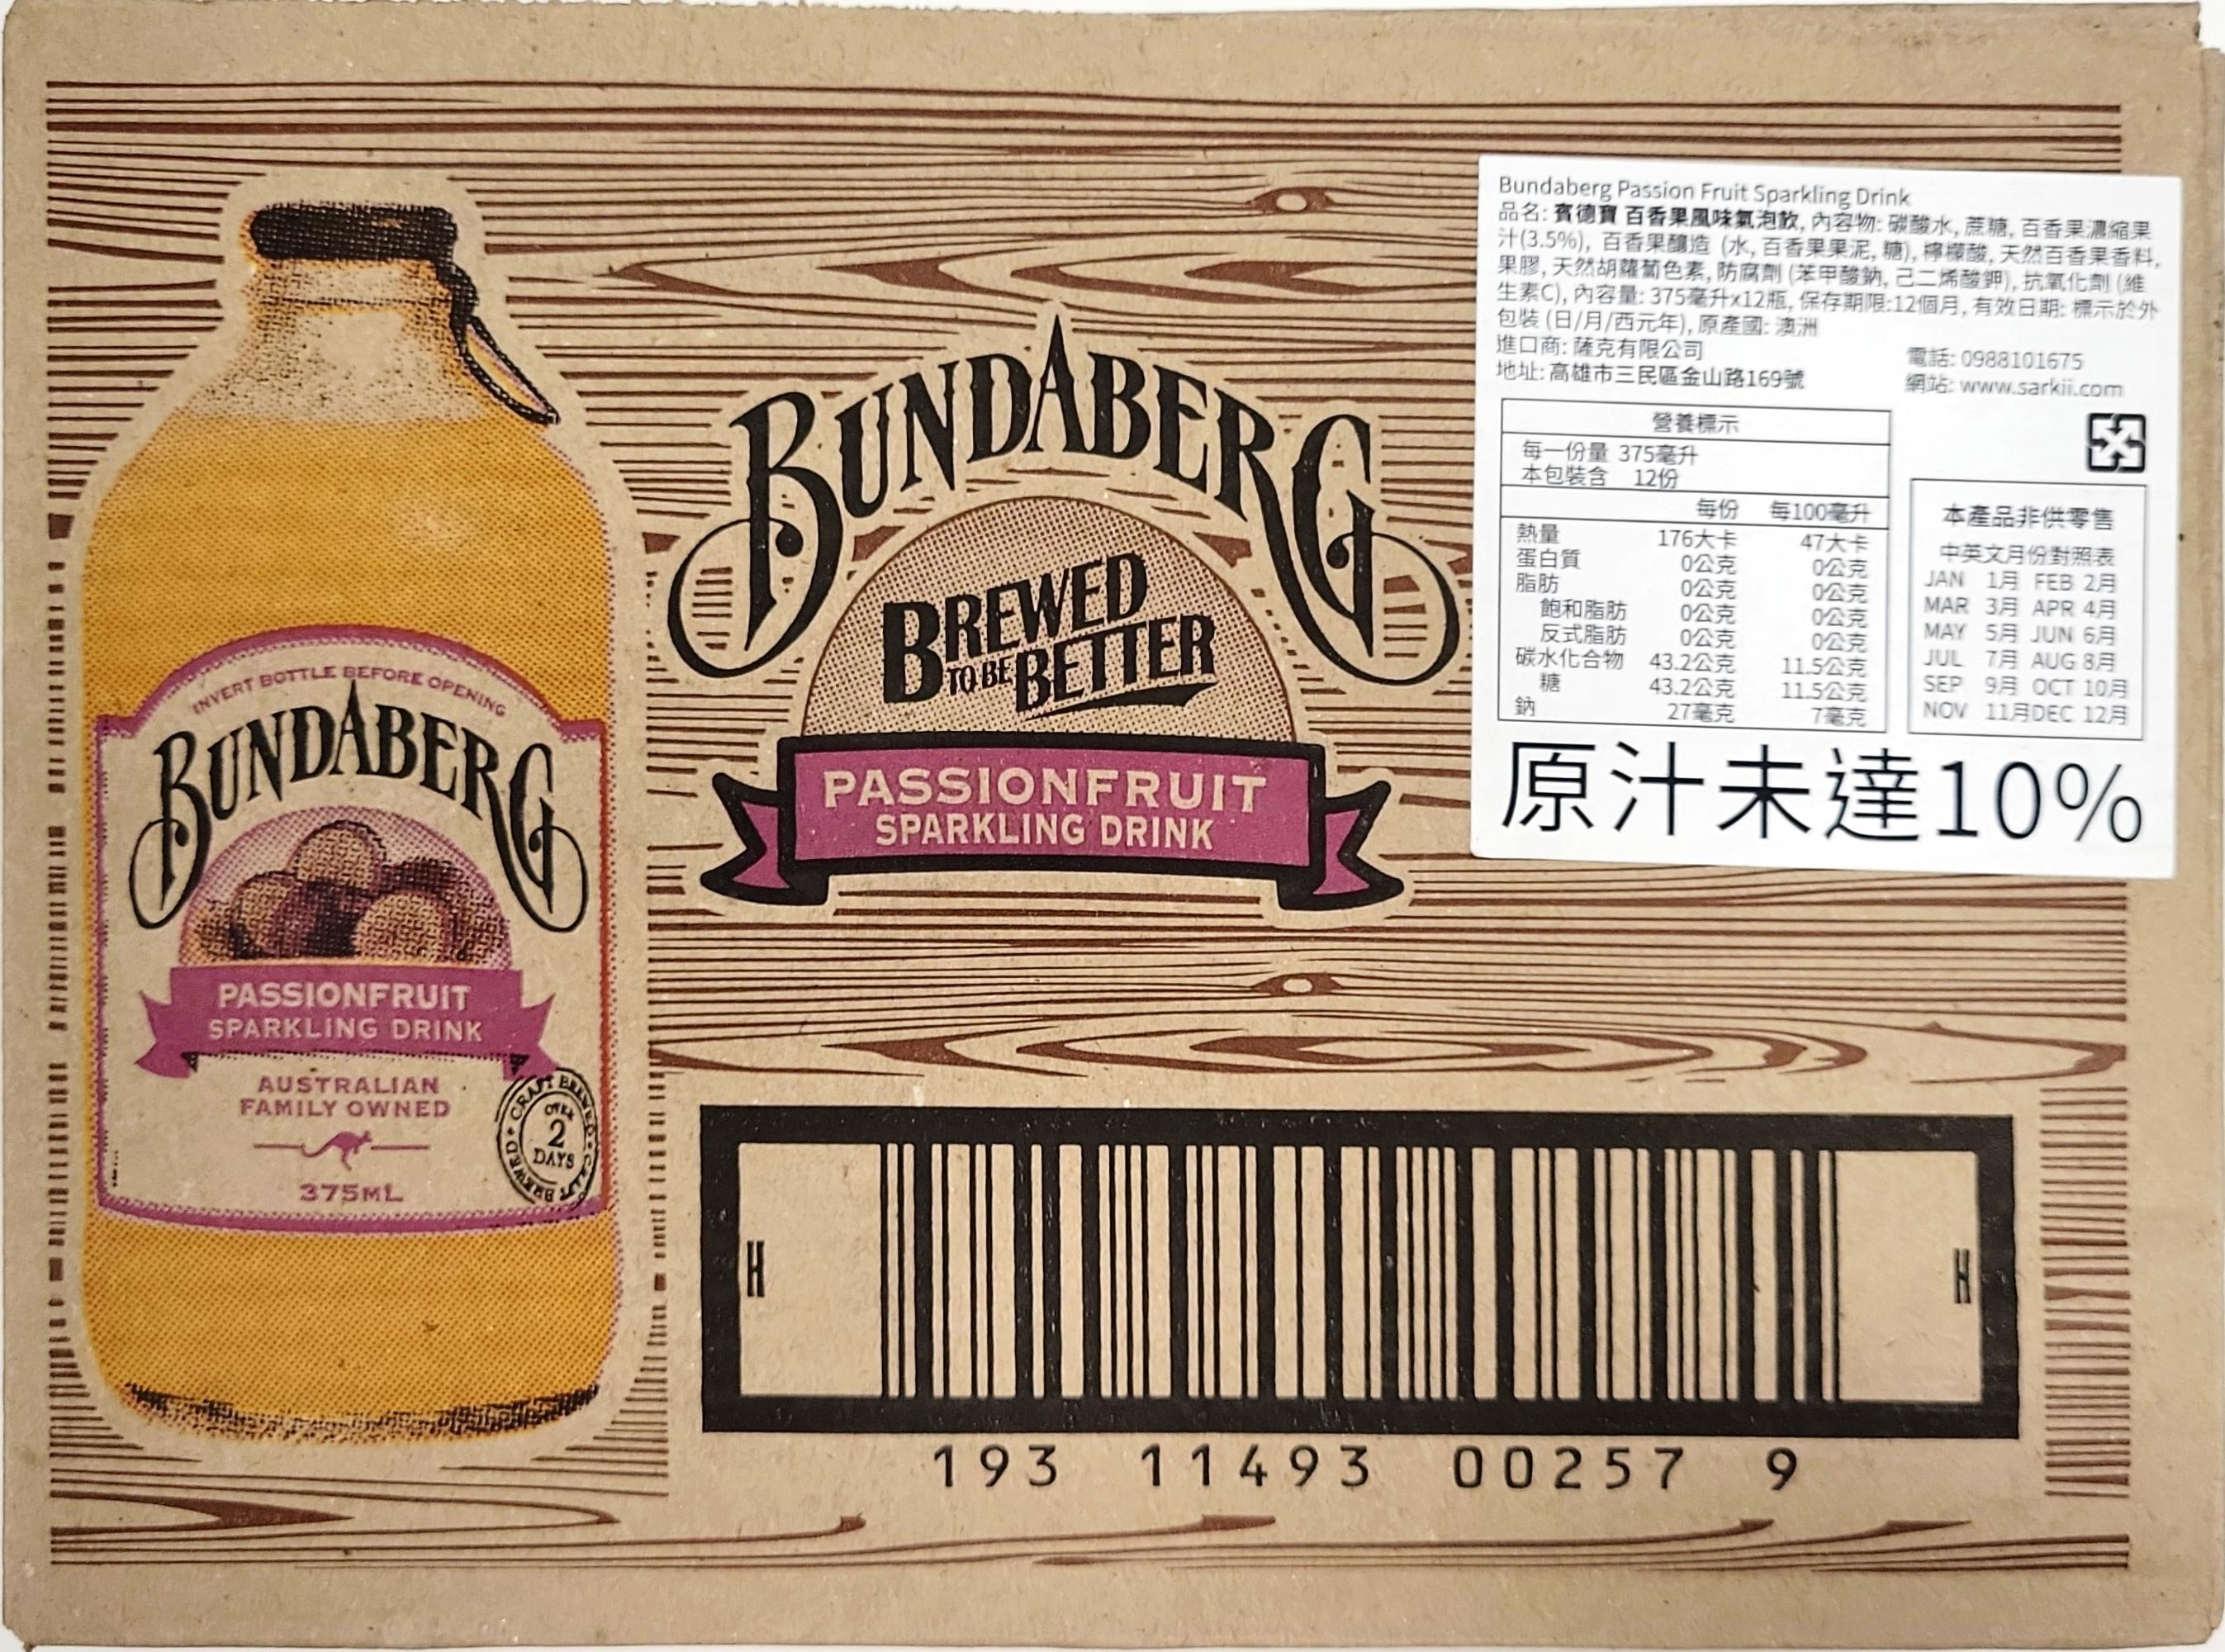 INVERT BOTTLE BEFORE OPENING
BUNDABERG
PASSIONFRUIT
SPARKLING DRINK
AUSTRALIAN
FAMILY OWNED
375ML
CRAFT BREWED • CRAFT BREWED •
OVER
2
DAYS
BUNDABERG
BREWED
TO BE BETTER
PASSIONFRUIT
SPARKLING DRINK
Bundaberg Passion Fruit Sparkling Drink
品名: 賓德寶 百香果風味氣泡飲, 內容物: 碳酸水, 蔗糖, 百香果濃縮果
汁(3.5%), 百香果釀造 (水, 百香果果泥, 糖), 檸檬酸, 天然百香果香料,
果膠, 天然胡蘿蔔色素, 防腐劑 (苯甲酸鈉, 己二烯酸鉀), 抗氧化劑 (維
生素C), 內容量: 375毫升x12瓶, 保存期限:12個月, 有效日期: 標示於外
包裝 (日/月/西元年), 原產國: 澳洲
進口商: 薩克有限公司 電話: 0988101675
地址: 高雄市三民區金山路169號 網站: www.sarkii.com
營養標示
每一份量 375毫升
本包裝含 12份
每份 每100毫升
熱量 176大卡 47大卡
蛋白質 0公克 0公克
脂肪 0公克 0公克
飽和脂肪 0公克 0公克
反式脂肪 0公克 0公克
碳水化合物 43.2公克 11.5公克
糖 43.2公克 11.5公克
鈉 27毫克 7毫克
本產品非供零售
中英文月份對照表
JAN 1月 FEB 2月
MAR 3月 APR 4月
MAY 5月 JUN 6月
JUL 7月 AUG 8月
SEP 9月 OCT 10月
NOV 11月 DEC 12月
原汁未達10%
H H
193 11493 00257 9